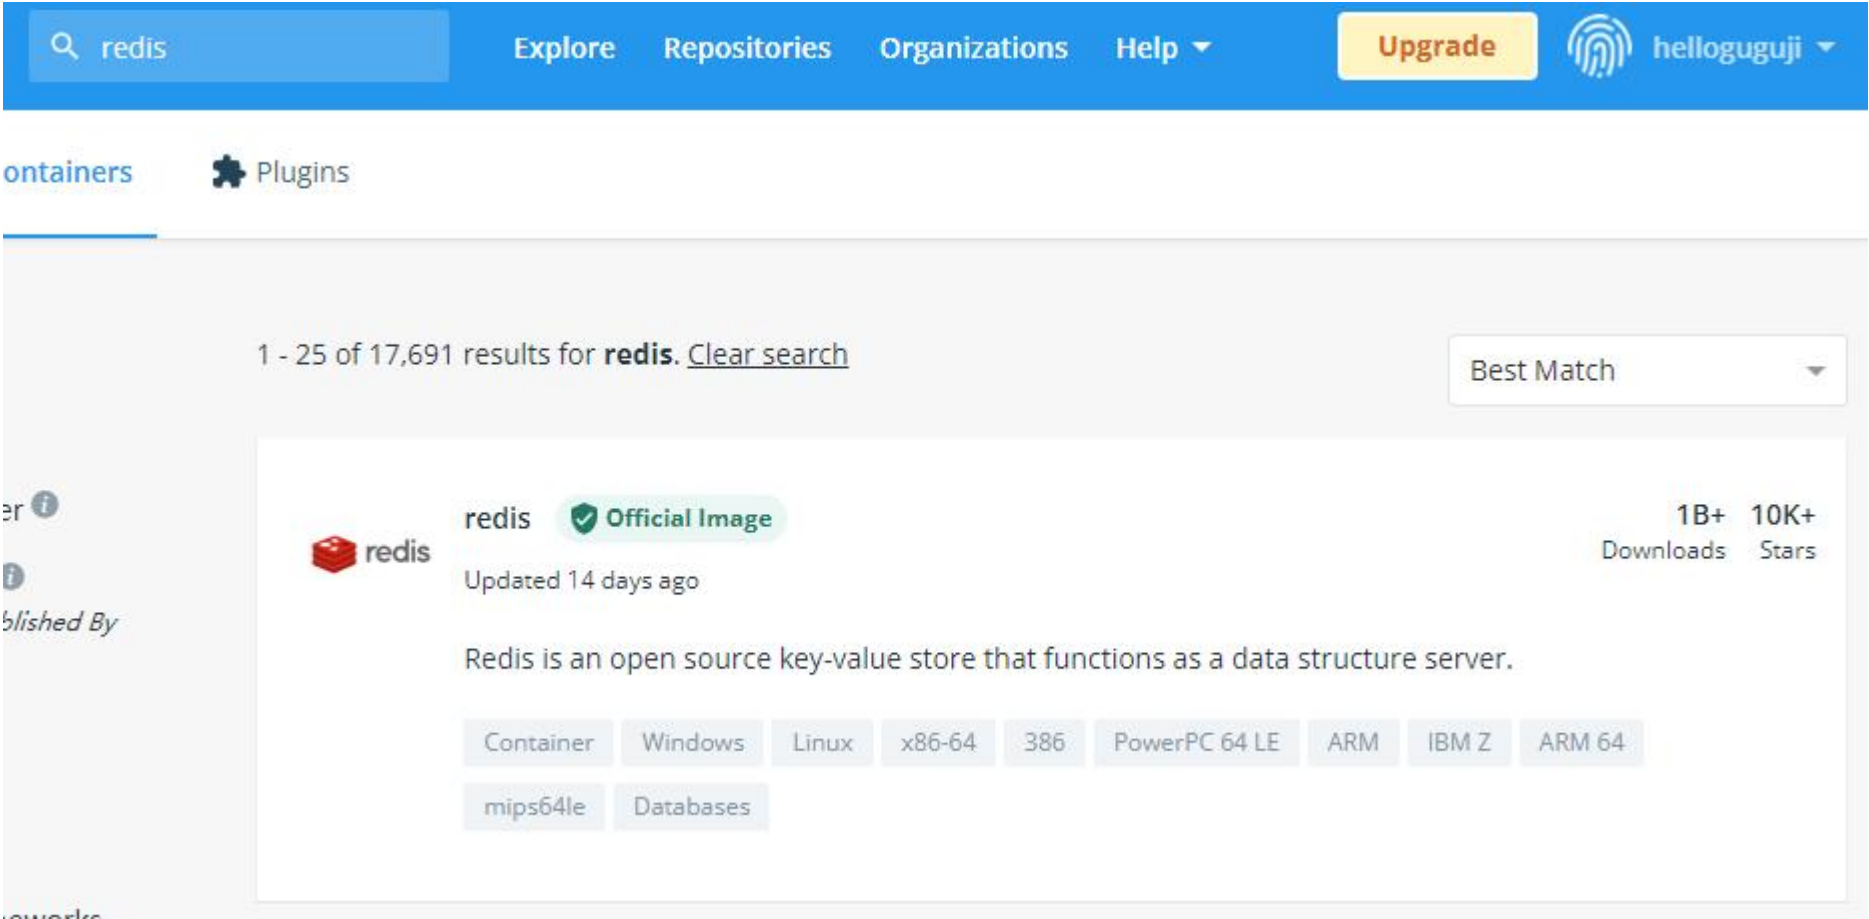 redis Explore Repositories Organizations Help Upgrade helloguguji
ontainers Plugins
1 - 25 of 17,691 results for redis. Clear search Best Match
er
redis Official Image 1B+ 10K+
redis
Downloads Stars
Updated 14 days ago
blished By
Redis is an open source key-value store that functions as a data structure server.
Container Windows Linux x86-64 386 PowerPC 64 LE ARM IBM Z ARM 64
mips64le Databases